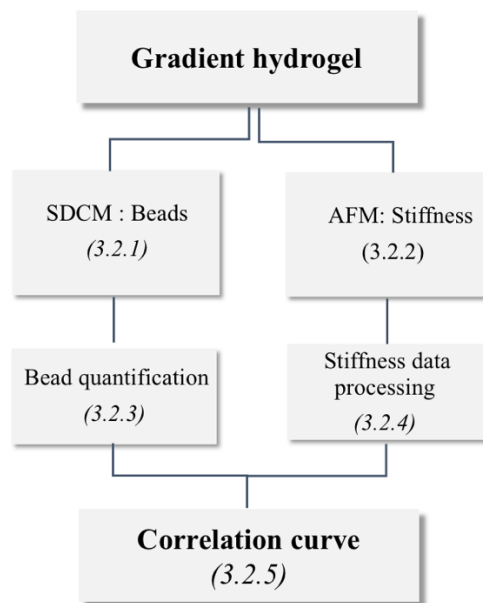 Gradient hydrogel
SDCM : Beads
(3.2.1)
AFM: Stiffness
(3.2.2)
Bead quantification
(3.2.3)
Stiffness data
processing
(3.2.4)
Correlation curve
(3.2.5)